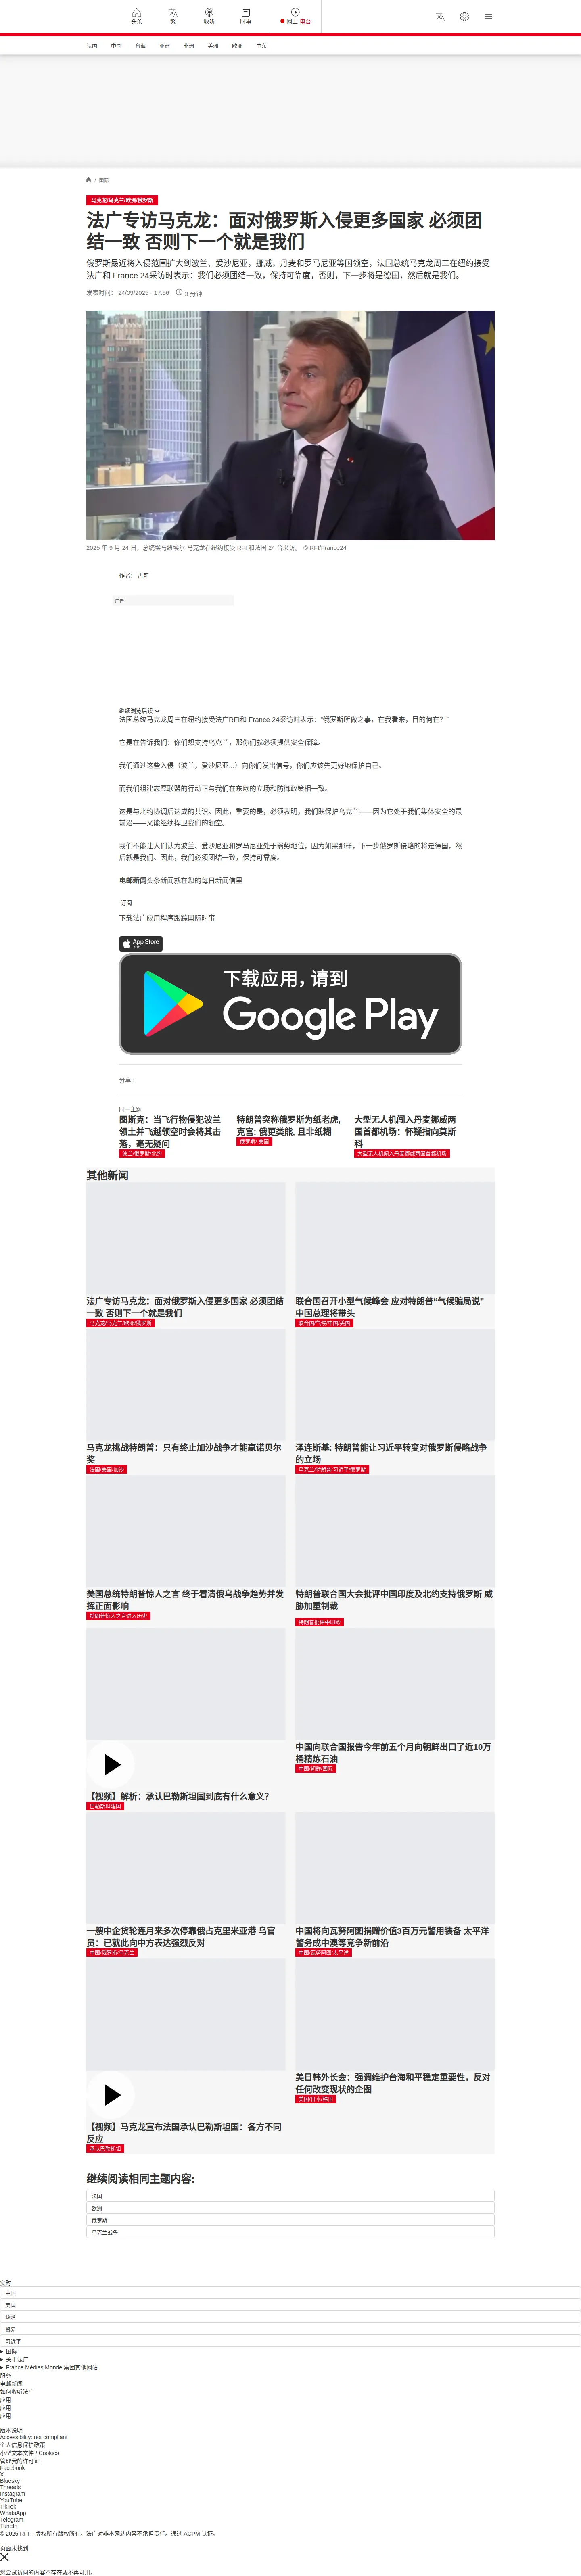 头条
繁
收听
时事
网上 电台
法国
中国
台海
亚洲
非洲
美洲
欧洲
中东
/ 国际
马克龙/乌克兰/欧洲/俄罗斯
法广专访马克龙：面对俄罗斯入侵更多国家 必须团
结一致 否则下一个就是我们
俄罗斯最近将入侵范围扩大到波兰、爱沙尼亚，挪威，丹麦和罗马尼亚等国领空，法国总统马克龙周三在纽约接受
法广和 France 24采访时表示：我们必须团结一致，保持可靠度，否则，下一步将是德国，然后就是我们。
发表时间： 24/09/2025 - 17:56
3 分钟
2025 年 9 月 24 日，总统埃马纽埃尔·马克龙在纽约接受 RFI 和法国 24 台采访。 © RFI/France24
作者： 古莉
广告
继续浏览后续
法国总统马克龙周三在纽约接受法广RFI和 France 24采访时表示：“俄罗斯所做之事，在我看来，目的何在？”
它是在告诉我们：你们想支持乌克兰，那你们就必须提供安全保障。
我们通过这些入侵（波兰，爱沙尼亚...）向你们发出信号，你们应该先更好地保护自己。
而我们组建志愿联盟的行动正与我们在东欧的立场和防御政策相一致。
这是与北约协调后达成的共识。因此，重要的是，必须表明，我们既保护乌克兰——因为它处于我们集体安全的最
前沿——又能继续捍卫我们的领空。
我们不能让人们认为波兰、爱沙尼亚和罗马尼亚处于弱势地位，因为如果那样，下一步俄罗斯侵略的将是德国，然
后就是我们。因此，我们必须团结一致，保持可靠度。
电邮新闻头条新闻就在您的每日新闻信里
订阅
下载法广应用程序跟踪国际时事
App Store
下载
下载应用，请到
Google Play
分享 :
同一主题
图斯克：当飞行物侵犯波兰
领土并飞越领空时会将其击
落，毫无疑问
波兰/俄罗斯/北约
特朗普突称俄罗斯为纸老虎,
克宫: 俄更类熊, 且非纸糊
俄罗斯/ 美国
大型无人机闯入丹麦挪威两
国首都机场：怀疑指向莫斯
科
大型无人机闯入丹麦挪威两国首都机场
其他新闻
法广专访马克龙：面对俄罗斯入侵更多国家 必须团结
一致 否则下一个就是我们
马克龙/乌克兰/欧洲/俄罗斯
联合国召开小型气候峰会 应对特朗普“气候骗局说”
中国总理将带头
联合国/气候/中国/美国
马克龙挑战特朗普：只有终止加沙战争才能赢诺贝尔
奖
法国/美国/加沙
泽连斯基: 特朗普能让习近平转变对俄罗斯侵略战争
的立场
乌克兰/特朗普/习近平/俄罗斯
美国总统特朗普惊人之言 终于看清俄乌战争趋势并发
挥正面影响
特朗普惊人之言进入历史
特朗普联合国大会批评中国印度及北约支持俄罗斯 威
胁加重制裁
特朗普批评中印欧
【视频】解析：承认巴勒斯坦国到底有什么意义？
巴勒斯坦建国
中国向联合国报告今年前五个月向朝鲜出口了近10万
桶精炼石油
中国/朝鲜/国际
一艘中企货轮连月来多次停靠俄占克里米亚港 乌官
员：已就此向中方表达强烈反对
中国/俄罗斯/乌克兰
中国将向瓦努阿图捐赠价值3百万元警用装备 太平洋
警务成中澳等竞争新前沿
中国/瓦努阿图/太平洋
【视频】马克龙宣布法国承认巴勒斯坦国：各方不同
反应
承认巴勒斯坦
美日韩外长会：强调维护台海和平稳定重要性，反对
任何改变现状的企图
美国/日本/韩国
继续阅读相同主题内容:
法国
欧洲
俄罗斯
乌克兰战争
实时
中国
美国
政治
贸易
习近平
国际
关于法广
France Médias Monde 集团其他网站
服务
电邮新闻
如何收听法广
应用
应用
应用
版本说明
Accessibility: not compliant
个人信息保护政策
小型文本文件 / Cookies
管理我的许可证
Facebook
X
Bluesky
Threads
Instagram
YouTube
TikTok
WhatsApp
Telegram
TuneIn
© 2025 RFI – 版权所有版权所有。法广对非本网站内容不承担责任。通过 ACPM 认证。
页面未找到
您尝试访问的内容不存在或不再可用。